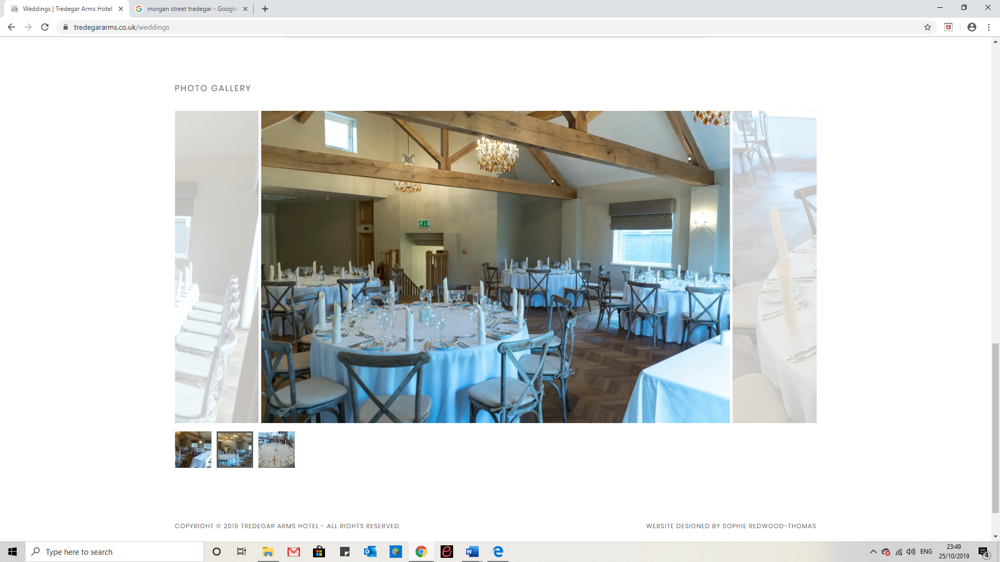 Weddings | Tredegar Arms Hotel
morgan street tredegar - Google
tredegararms.co.uk/weddings
PHOTO GALLERY
COPYRIGHT © 2019 TREDEGAR ARMS HOTEL - ALL RIGHTS RESERVED.
WEBSITE DESIGNED BY SOPHIE REDWOOD-THOMAS
Type here to search
ENG
23:49
25/10/2019
4